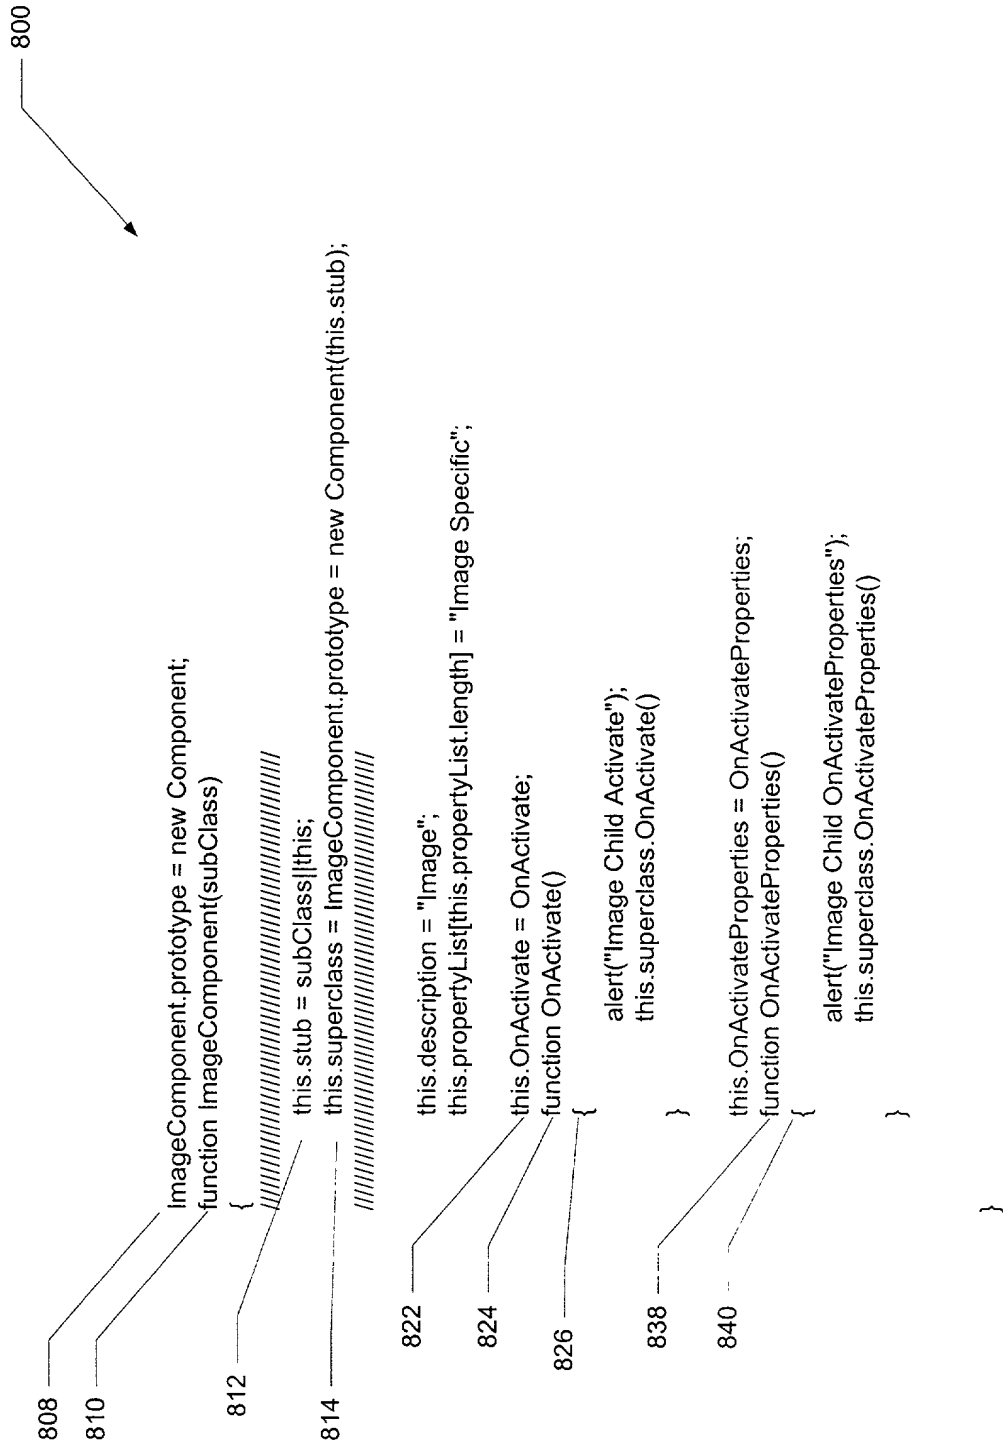 800
808
ImageComponent.prototype = new Component;
810
function ImageComponent(subClass)
{
////////////////////////////////////////////////////////////
812
this.stub = subClass||this;
814
this.superclass = ImageComponent.prototype = new Component(this.stub);
////////////////////////////////////////////////////////////
this.description = "Image";
this.propertyList[this.propertyList.length] = "Image Specific";
822
this.OnActivate = OnActivate;
824
function OnActivate()
826
{
alert("Image Child Activate");
this.superclass.OnActivate()
}
this.OnActivateProperties = OnActivateProperties;
838
function OnActivateProperties()
840
{
alert("Image Child OnActivateProperties");
this.superclass.OnActivateProperties()
}
}